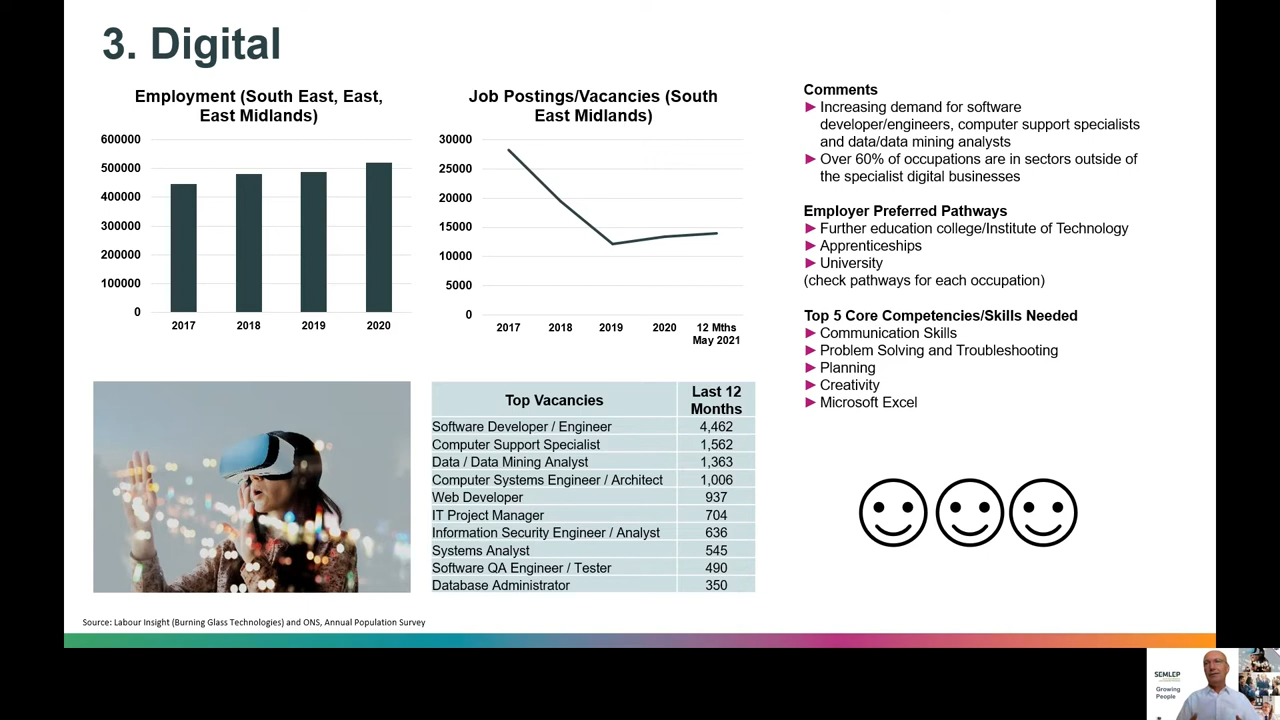 3. Digital
Employment (South East, East,
East Midlands)
600000
500000
400000
300000
200000
100000
0
2017
2018
2019
2020
Job Postings/Vacancies (South
East Midlands)
30000
25000
20000
15000
10000
5000
0
2017
2018
2019
2020
12 Mths
May 2021
Top Vacancies
Last 12
Months
Software Developer / Engineer 4,462
Computer Support Specialist 1,562
Data / Data Mining Analyst 1,363
Computer Systems Engineer / Architect 1,006
Web Developer 937
IT Project Manager 704
Information Security Engineer / Analyst 636
Systems Analyst 545
Software QA Engineer / Tester 490
Database Administrator 350
Comments
► Increasing demand for software
developer/engineers, computer support specialists
and data/data mining analysts
► Over 60% of occupations are in sectors outside of
the specialist digital businesses
Employer Preferred Pathways
► Further education college/Institute of Technology
► Apprenticeships
► University
(check pathways for each occupation)
Top 5 Core Competencies/Skills Needed
► Communication Skills
► Problem Solving and Troubleshooting
► Planning
► Creativity
► Microsoft Excel
Source: Labour Insight (Burning Glass Technologies) and ONS, Annual Population Survey
SEMLEP
Growing
People